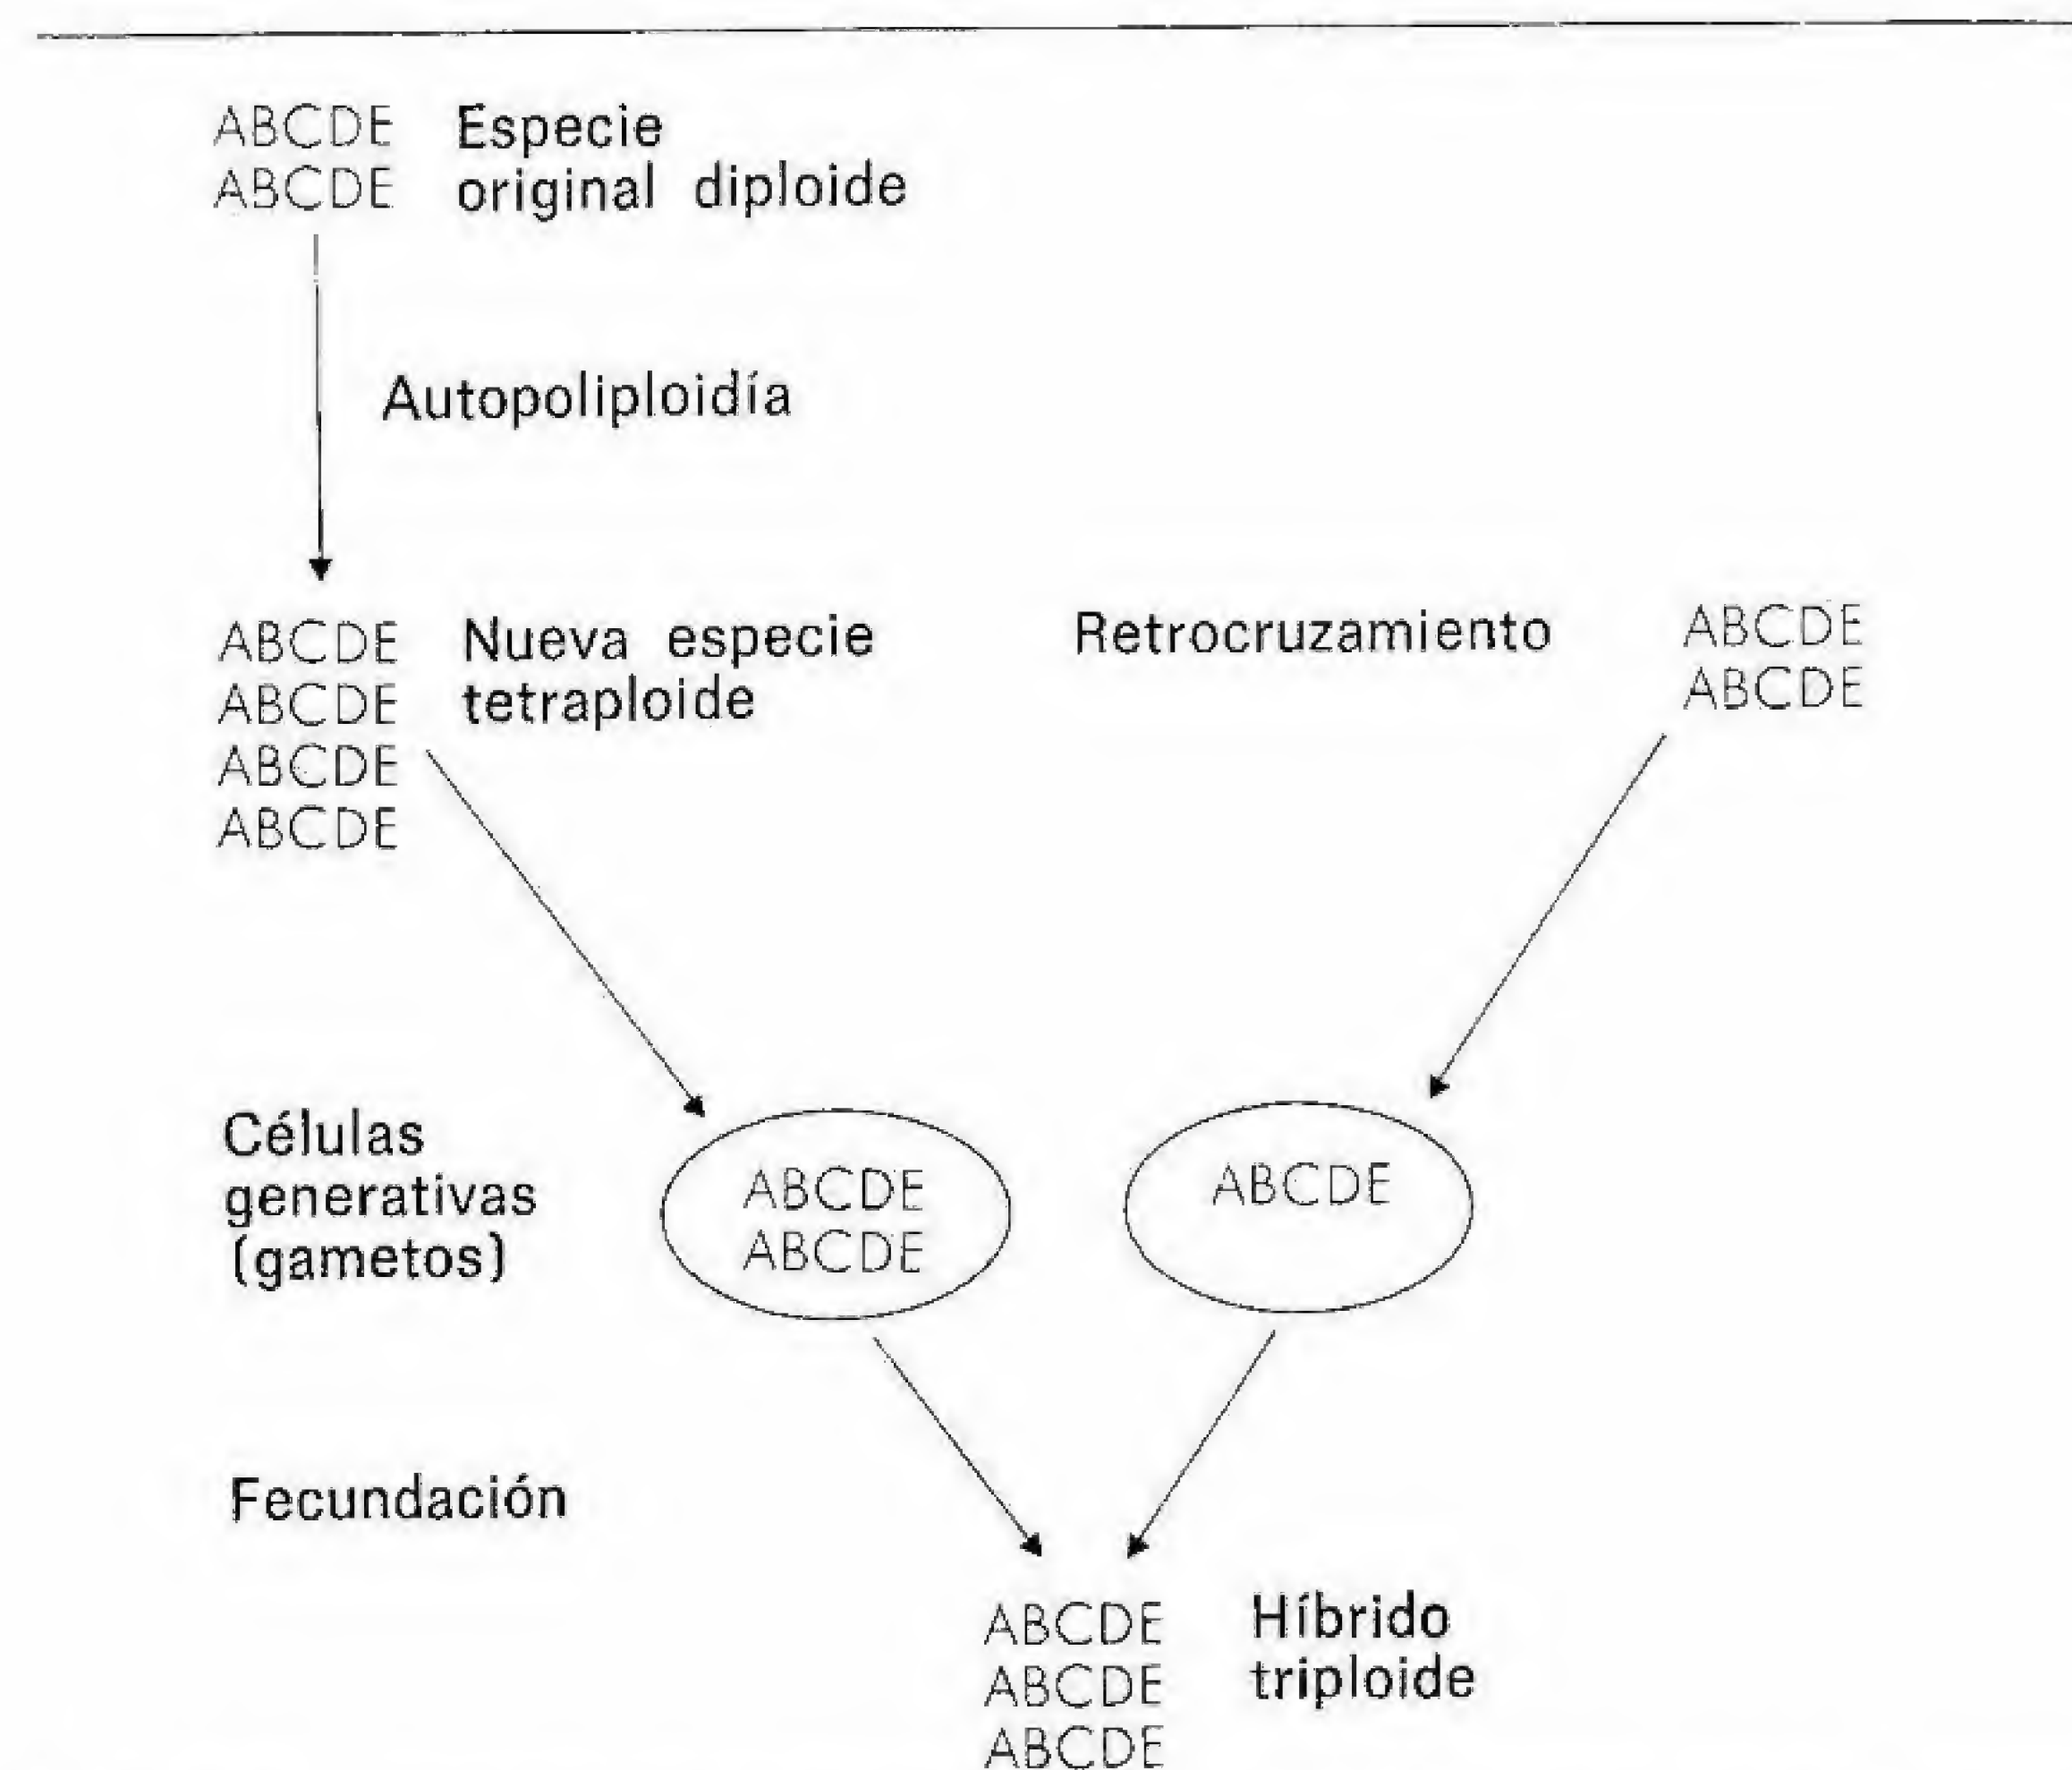 ABCDE Especie
ABCDE original diploide
Autopoliploidía
ABCDE Nueva especie
ABCDE tetraploide
ABCDE
ABCDE
Retrocruzamiento
ABCDE
ABCDE
Células
generativas
(gametos)
ABCDE
ABCDE
ABCDE
Fecundación
ABCDE Híbrido
ABCDE triploide
ABCDE